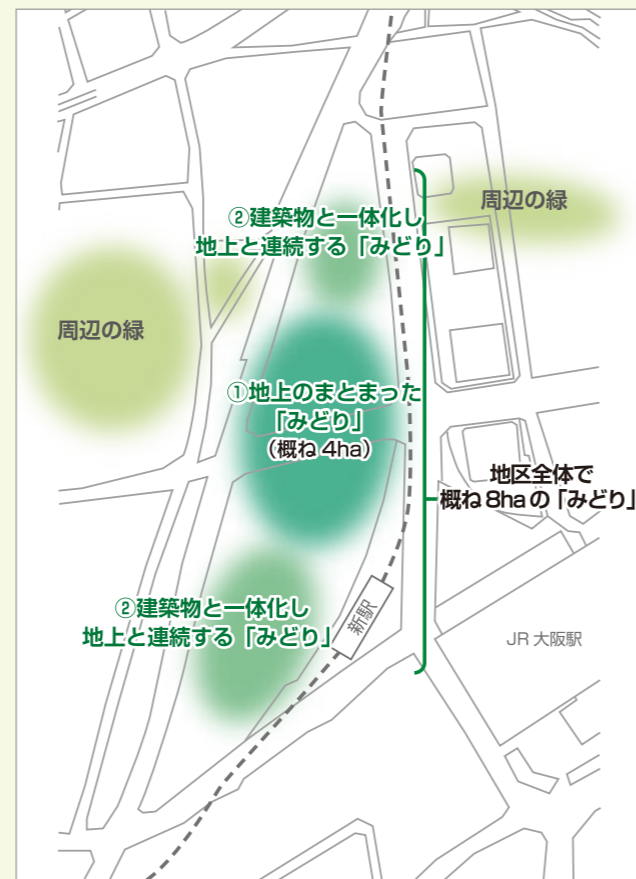 周辺の緑
②建築物と一体化し
地上と連続する「みどり」
周辺の緑
①地上のまとまった
「みどり」
(概ね 4ha)
地区全体で
概ね 8ha の「みどり」
②建築物と一体化し
地上と連続する「みどり」
新駅
JR 大阪駅